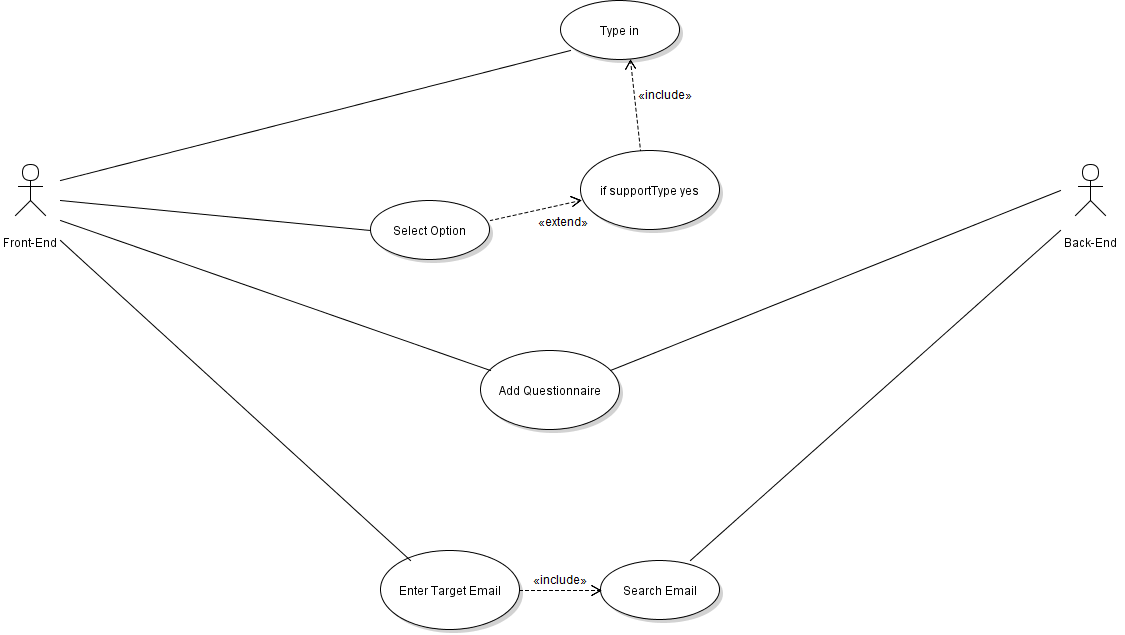 Type in
«include»
if supportType yes
«extend»
Select Option
Front-End
Back-End
Add Questionnaire
«include»
Enter Target Email
Search Email